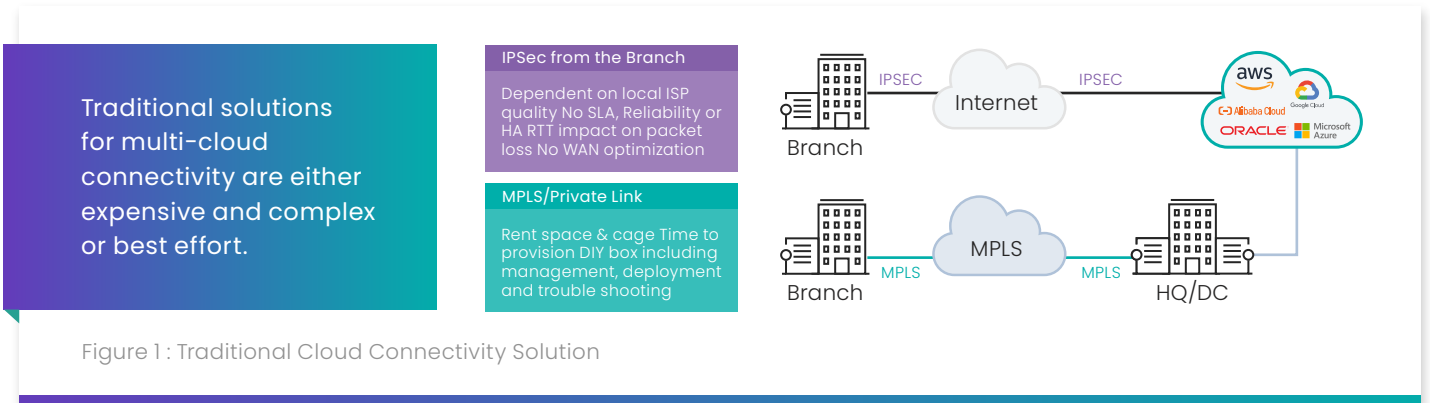 Traditional solutions
for multi-cloud
connectivity are either
expensive and complex
or best effort.
IPSec from the Branch
Dependent on local ISP
quality No SLA, Reliability or
HA RTT impact on packet
loss No WAN optimization
MPLS/Private Link
Rent space & cage Time to
provision DIY box including
management, deployment
and trouble shooting
IPSEC
Internet
IPSEC
Branch
aws
Google Cloud
Alibaba Cloud
ORACLE
Microsoft
Azure
MPLS
MPLS
MPLS
Branch
HQ/DC
Figure 1 : Traditional Cloud Connectivity Solution